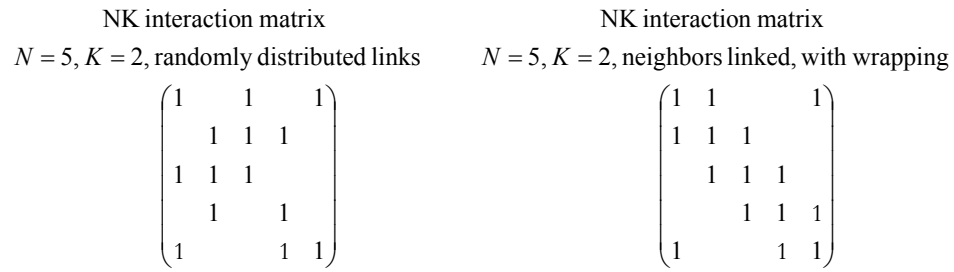 NK interaction matrix NK interaction matrix
N = 5, K = 2, randomly distributed links N = 5, K = 2, neighbors linked, with wrapping
1 1 1 1 1 1
1 1 1 1 1 1
1 1 1 1 1 1
1 1 1 1 1
1 1 1 1 1 1